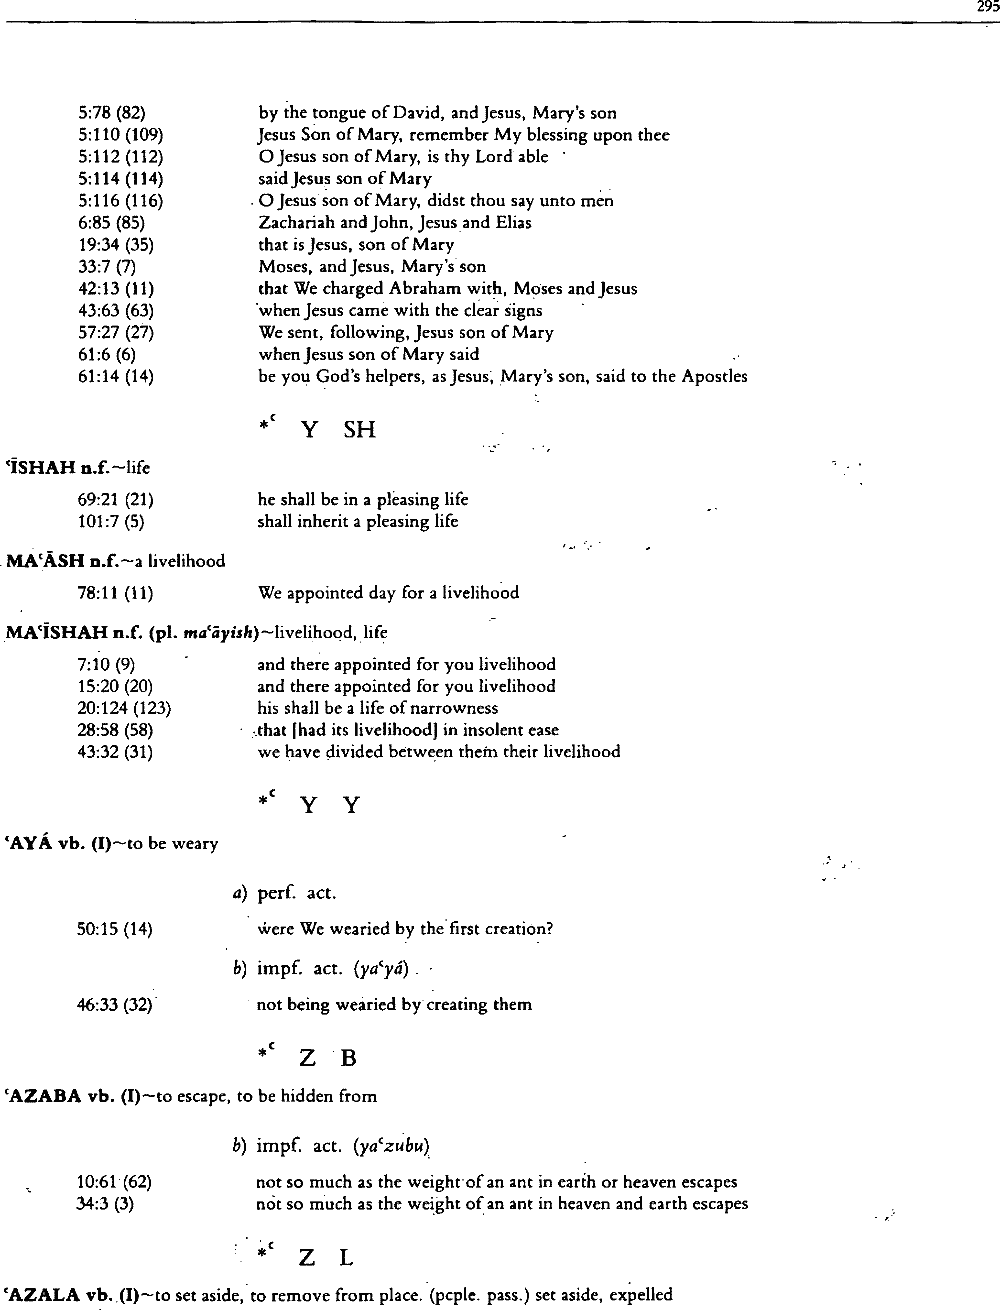 295
5:78 (82) by the tongue of David, and Jesus, Mary's son
5:110 (109) Jesus Son of Mary, remember My blessing upon thee
5:112 (112) O Jesus son of Mary, is thy Lord able
5:114 (114) said Jesus son of Mary
5:116 (116) O Jesus son of Mary, didst thou say unto men
6:85 (85) Zachariah and John, Jesus and Elias
19:34 (35) that is Jesus, son of Mary
33:7 (7) Moses, and Jesus, Mary's son
42:13 (11) that We charged Abraham with, Moses and Jesus
43:63 (63) when Jesus came with the clear signs
57:27 (27) We sent, following, Jesus son of Mary
61:6 (6) when Jesus son of Mary said
61:14 (14) be you God's helpers, as Jesus, Mary's son, said to the Apostles
*ʿ Y SH
ʿĪSHAH n.f.~life
69:21 (21) he shall be in a pleasing life
101:7 (5) shall inherit a pleasing life
MAʿĀSH n.f.~a livelihood
78:11 (11) We appointed day for a livelihood
MAʿĪSHAH n.f. (pl. maʿāyish)~livelihood, life
7:10 (9) and there appointed for you livelihood
15:20 (20) and there appointed for you livelihood
20:124 (123) his shall be a life of narrowness
28:58 (58) that [had its livelihood] in insolent ease
43:32 (31) we have divided between them their livelihood
*ʿ Y Y
ʿAYÁ vb. (I)~to be weary
a) perf. act.
50:15 (14) were We wearied by the first creation?
b) impf. act. (yaʿyá)
46:33 (32) not being wearied by creating them
*ʿ Z B
ʿAZABA vb. (I)~to escape, to be hidden from
b) impf. act. (yaʿzubu)
10:61 (62) not so much as the weight of an ant in earth or heaven escapes
34:3 (3) not so much as the weight of an ant in heaven and earth escapes
*ʿ Z L
ʿAZALA vb. (I)~to set aside, to remove from place. (pcple. pass.) set aside, expelled